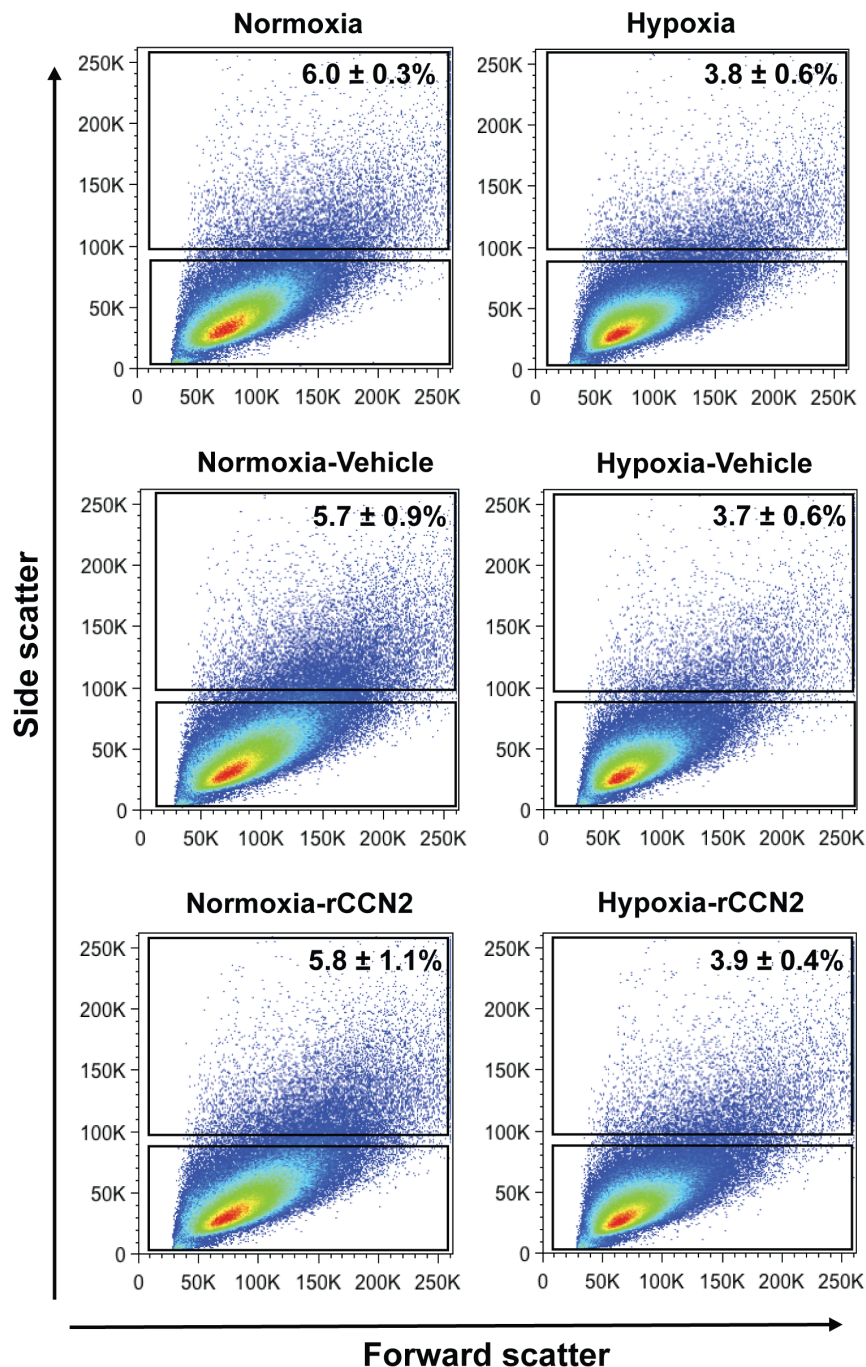 Normoxia
Hypoxia
6.0 ± 0.3%
3.8 ± 0.6%
250K
200K
150K
100K
50K
0
0 50K 100K 150K 200K 250K
250K
200K
150K
100K
50K
0
0 50K 100K 150K 200K 250K
Normoxia-Vehicle
Hypoxia-Vehicle
5.7 ± 0.9%
3.7 ± 0.6%
250K
200K
150K
100K
50K
0
0 50K 100K 150K 200K 250K
250K
200K
150K
100K
50K
0
0 50K 100K 150K 200K 250K
Side scatter
Normoxia-rCCN2
Hypoxia-rCCN2
5.8 ± 1.1%
3.9 ± 0.4%
250K
200K
150K
100K
50K
0
0 50K 100K 150K 200K 250K
250K
200K
150K
100K
50K
0
0 50K 100K 150K 200K 250K
Forward scatter